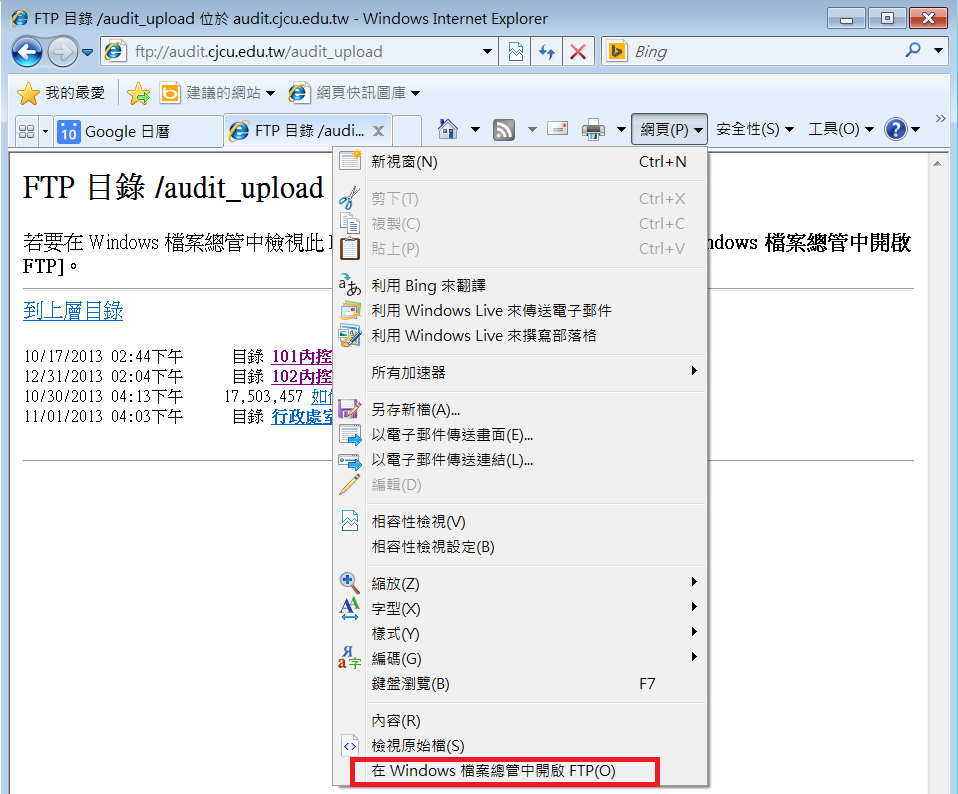 FTP 目錄 /audit_upload 位於 audit.cjcu.edu.tw - Windows Internet Explorer
ftp://audit.cjcu.edu.tw/audit_upload
Bing
我的最愛 建議的網站 網頁快訊圖庫
10 Google 日曆 FTP 目錄 /audi... 網頁(P) 安全性(S) 工具(O)
FTP 目錄 /audit_upload
若要在 Windows 檔案總管中檢視此 ndows 檔案總管中開啟
FTP]。
到上層目錄
10/17/2013 02:44下午 目錄 101內控
12/31/2013 02:04下午 目錄 102內控
10/30/2013 04:13下午 17,503,457 如
11/01/2013 04:03下午 目錄 行政處室
新視窗(N) Ctrl+N
剪下(T) Ctrl+X
複製(C) Ctrl+C
貼上(P) Ctrl+V
利用 Bing 來翻譯
利用 Windows Live 來傳送電子郵件
利用 Windows Live 來撰寫部落格
所有加速器
另存新檔(A)...
以電子郵件傳送畫面(E)...
以電子郵件傳送連結(L)...
編輯(D)
相容性檢視(V)
相容性檢視設定(B)
縮放(Z)
字型(X)
樣式(Y)
編碼(G)
鍵盤瀏覽(B) F7
內容(R)
檢視原始檔(S)
在 Windows 檔案總管中開啟 FTP(O)